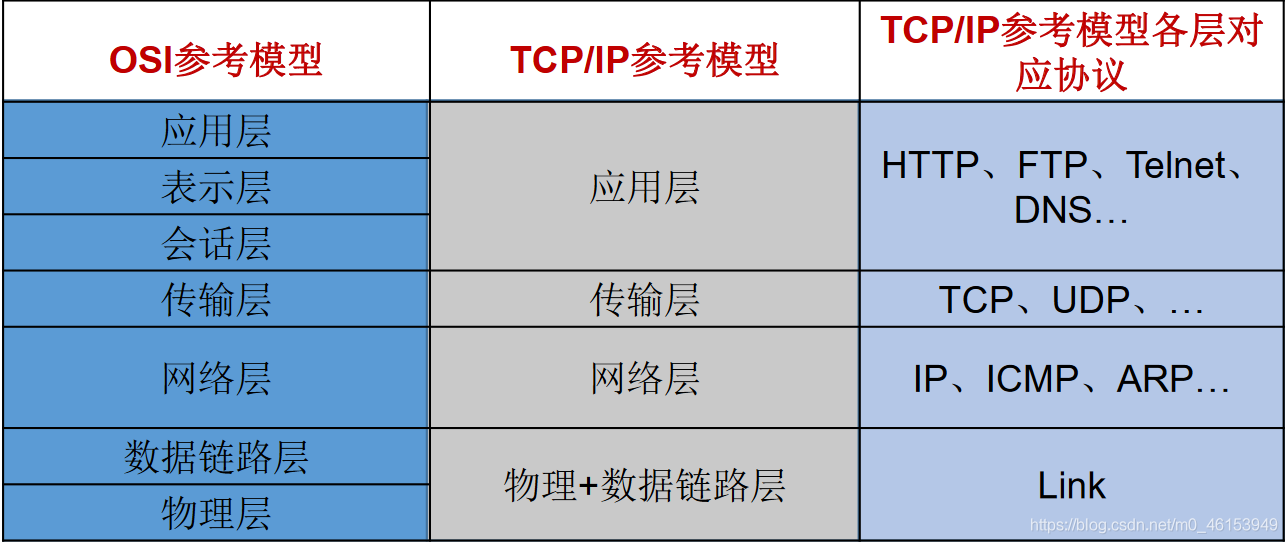 OSI参考模型
TCP/IP参考模型
TCP/IP参考模型各层对
应协议
应用层
表示层
会话层
应用层
HTTP、FTP、Telnet、
DNS…
传输层
传输层
TCP、UDP、…
网络层
网络层
IP、ICMP、ARP…
数据链路层
物理层
物理+数据链路层
Link
https://blog.csdn.net/m0_46153949